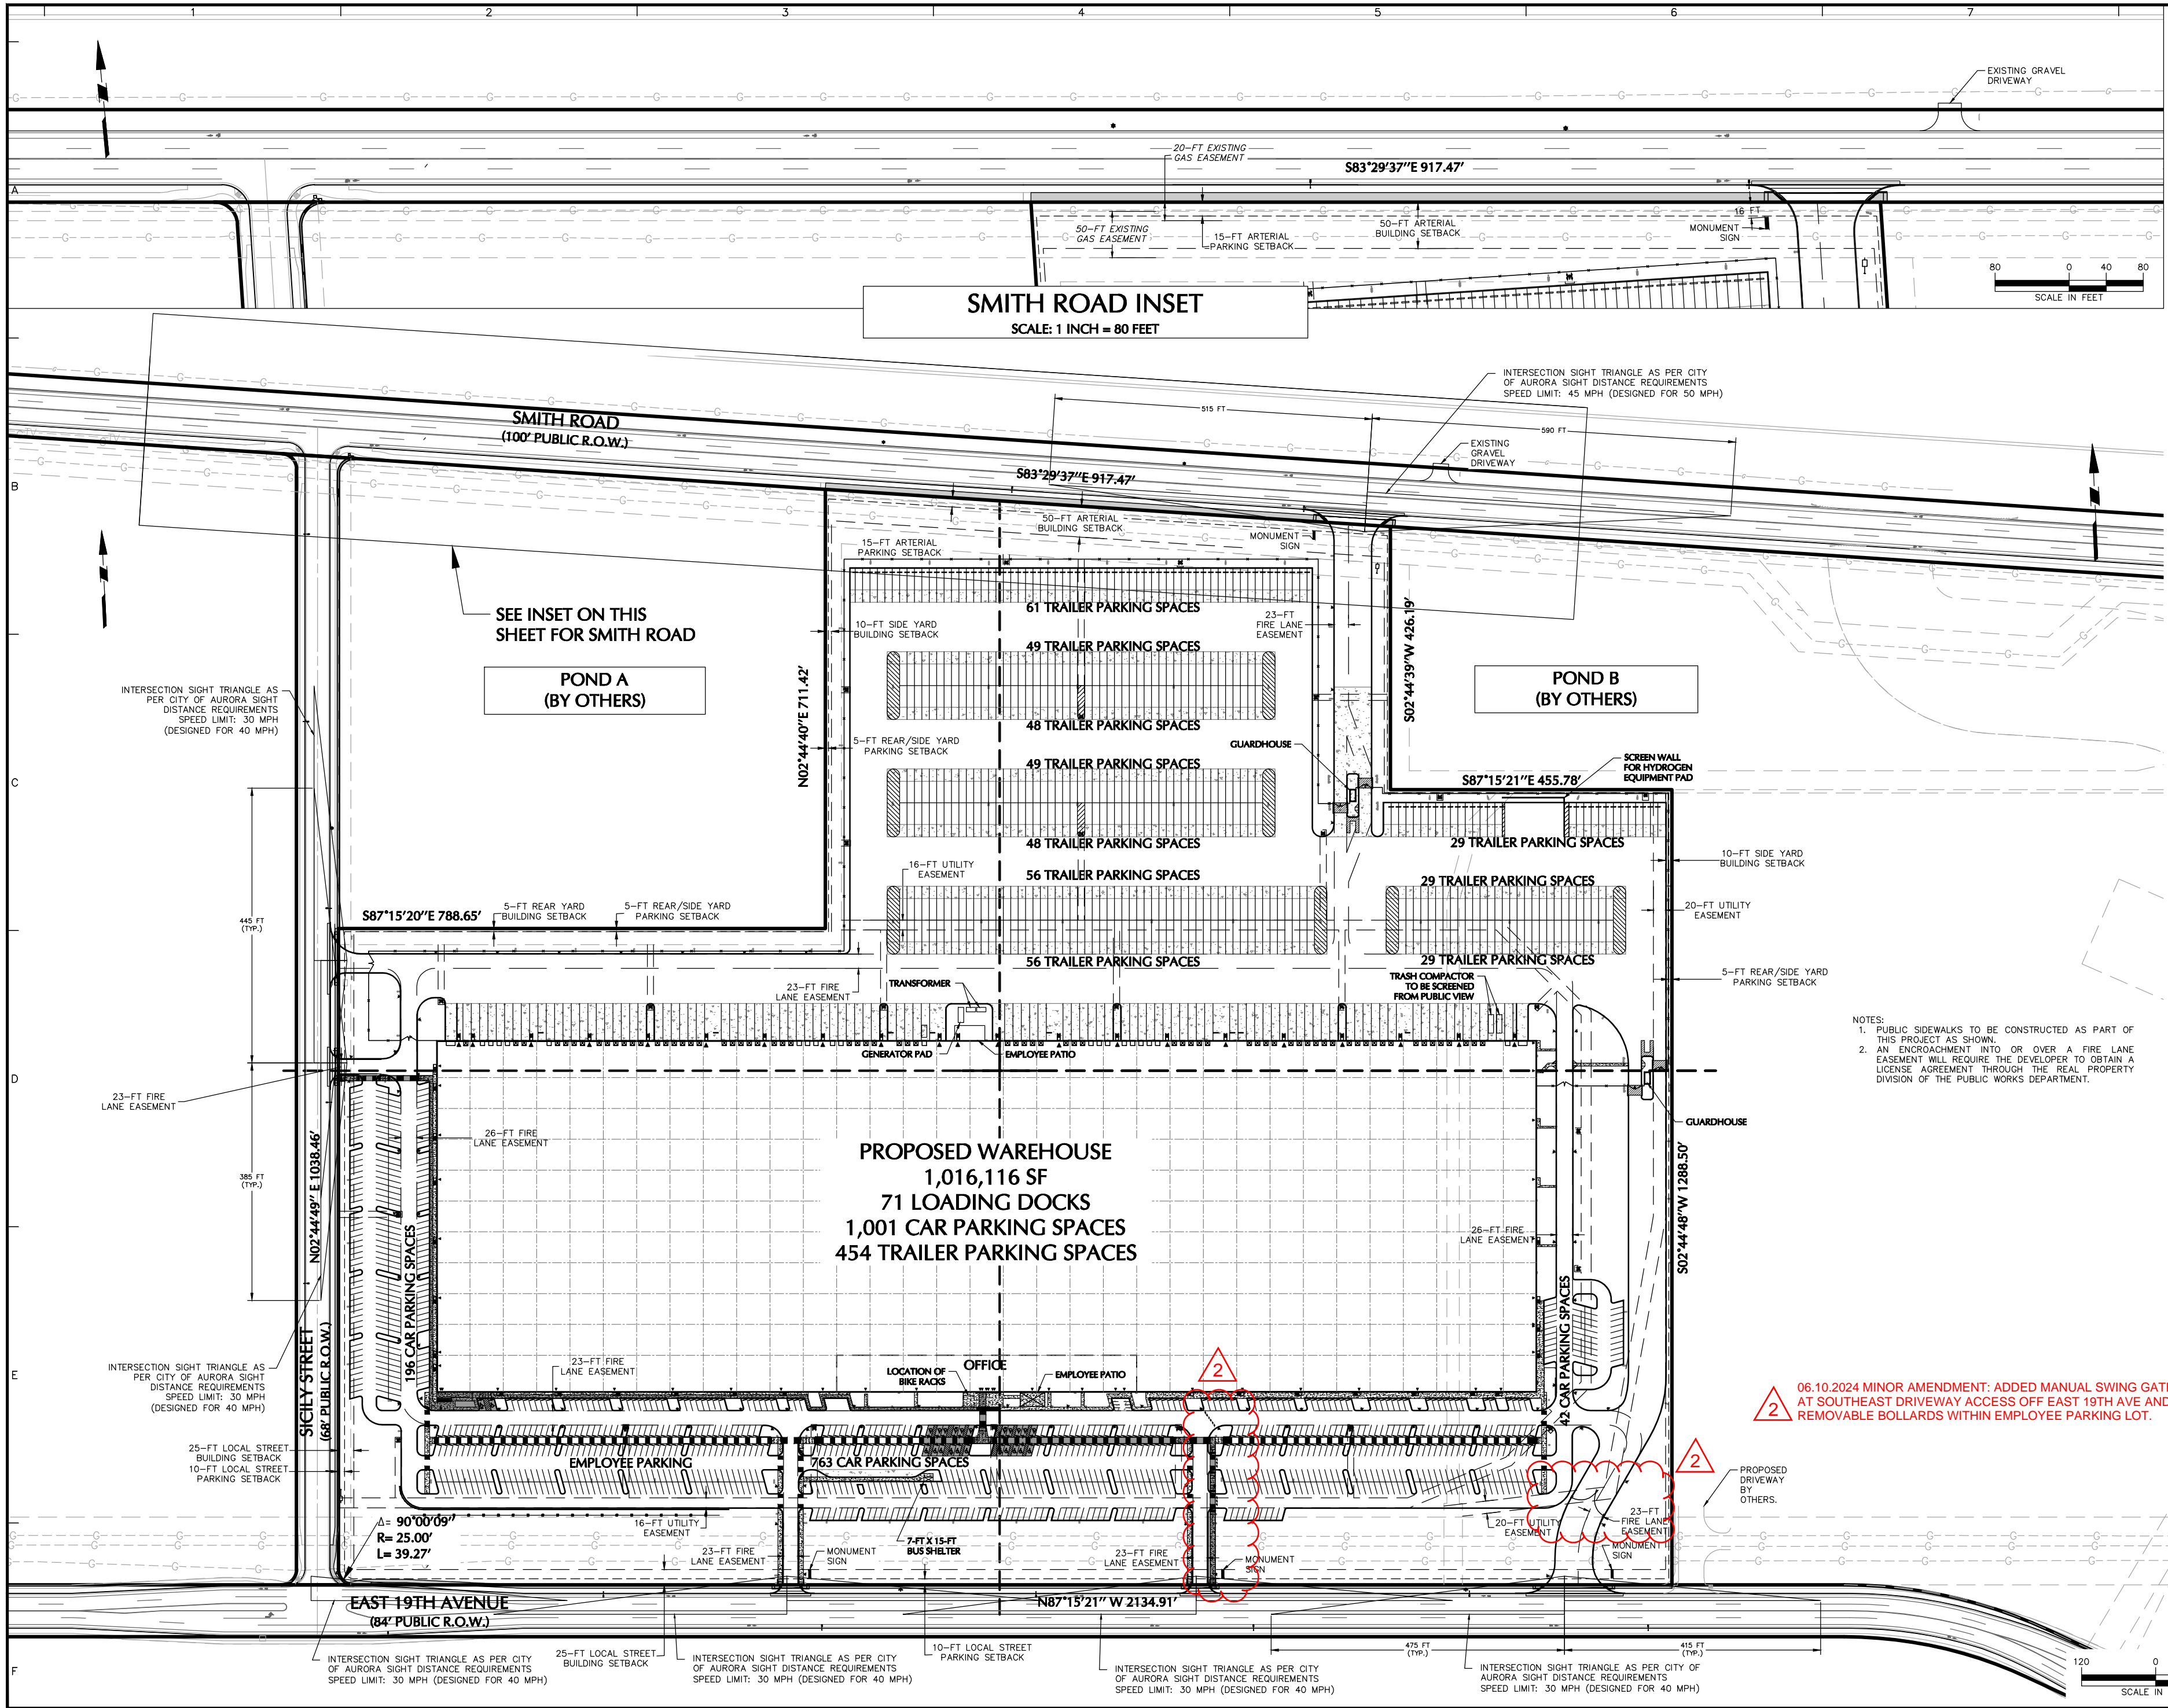 1 2 3 4 5 6 7
A
B
C
D
E
F
EXISTING GRAVEL
DRIVEWAY
20-FT EXISTING
GAS EASEMENT
S83°29'37"E 917.47'
50-FT EXISTING
GAS EASEMENT
15-FT ARTERIAL
PARKING SETBACK
50-FT ARTERIAL
BUILDING SETBACK
16 FT
MONUMENT
SIGN
80 0 40 80
SCALE IN FEET
SMITH ROAD INSET
SCALE: 1 INCH = 80 FEET
INTERSECTION SIGHT TRIANGLE AS PER CITY
OF AURORA SIGHT DISTANCE REQUIREMENTS
SPEED LIMIT: 45 MPH (DESIGNED FOR 50 MPH)
515 FT
590 FT
SMITH ROAD
(100' PUBLIC R.O.W.)
EXISTING
GRAVEL
DRIVEWAY
S83°29'37"E 917.47'
50-FT ARTERIAL
BUILDING SETBACK
15-FT ARTERIAL
PARKING SETBACK
MONUMENT
SIGN
SEE INSET ON THIS
SHEET FOR SMITH ROAD
61 TRAILER PARKING SPACES
10-FT SIDE YARD
BUILDING SETBACK
23-FT
FIRE LANE
EASEMENT
S02°44'39"W 426.19'
49 TRAILER PARKING SPACES
POND A
(BY OTHERS)
POND B
(BY OTHERS)
INTERSECTION SIGHT TRIANGLE AS
PER CITY OF AURORA SIGHT
DISTANCE REQUIREMENTS
SPEED LIMIT: 30 MPH
(DESIGNED FOR 40 MPH)
N02°44'40"E 711.42'
48 TRAILER PARKING SPACES
5-FT REAR/SIDE YARD
PARKING SETBACK
GUARDHOUSE
49 TRAILER PARKING SPACES
S87°15'21"E 455.78'
SCREEN WALL
FOR HYDROGEN
EQUIPMENT PAD
48 TRAILER PARKING SPACES
29 TRAILER PARKING SPACES
10-FT SIDE YARD
BUILDING SETBACK
16-FT UTILITY
EASEMENT
56 TRAILER PARKING SPACES
29 TRAILER PARKING SPACES
20-FT UTILITY
EASEMENT
445 FT
(TYP.)
S87°15'20"E 788.65'
5-FT REAR YARD
BUILDING SETBACK
5-FT REAR/SIDE YARD
PARKING SETBACK
56 TRAILER PARKING SPACES
29 TRAILER PARKING SPACES
5-FT REAR/SIDE YARD
PARKING SETBACK
23-FT FIRE
LANE EASEMENT
TRANSFORMER
TRASH COMPACTOR
TO BE SCREENED
FROM PUBLIC VIEW
NOTES:
1. PUBLIC SIDEWALKS TO BE CONSTRUCTED AS PART OF
THIS PROJECT AS SHOWN.
2. AN ENCROACHMENT INTO OR OVER A FIRE LANE
EASEMENT WILL REQUIRE THE DEVELOPER TO OBTAIN A
LICENSE AGREEMENT THROUGH THE REAL PROPERTY
DIVISION OF THE PUBLIC WORKS DEPARTMENT.
GENERATOR PAD
EMPLOYEE PATIO
23-FT FIRE
LANE EASEMENT
26-FT FIRE
LANE EASEMENT
GUARDHOUSE
385 FT
(TYP.)
N02°44'49" E 1038.46'
PROPOSED WAREHOUSE
1,016,116 SF
71 LOADING DOCKS
1,001 CAR PARKING SPACES
454 TRAILER PARKING SPACES
S02°44'48"W 1288.50'
26-FT FIRE
LANE EASEMENT
196 CAR PARKING SPACES
42 CAR PARKING SPACES
SICILY STREET
(68' PUBLIC R.O.W.)
INTERSECTION SIGHT TRIANGLE AS
PER CITY OF AURORA SIGHT
DISTANCE REQUIREMENTS
SPEED LIMIT: 30 MPH
(DESIGNED FOR 40 MPH)
23-FT FIRE
LANE EASEMENT
LOCATION OF
BIKE RACKS
OFFICE
EMPLOYEE PATIO
2
2
06.10.2024 MINOR AMENDMENT: ADDED MANUAL SWING GAT
AT SOUTHEAST DRIVEWAY ACCESS OFF EAST 19TH AVE AND
REMOVABLE BOLLARDS WITHIN EMPLOYEE PARKING LOT.
25-FT LOCAL STREET
BUILDING SETBACK
10-FT LOCAL STREET
PARKING SETBACK
EMPLOYEE PARKING
763 CAR PARKING SPACES
2
PROPOSED
DRIVEWAY
BY
OTHERS.
Δ= 90°00'09"
R= 25.00'
L= 39.27'
16-FT UTILITY
EASEMENT
7-FT X 15-FT
BUS SHELTER
20-FT UTILITY
EASEMENT
23-FT
FIRE LANE
EASEMENT
23-FT FIRE
LANE EASEMENT
MONUMENT
SIGN
23-FT FIRE
LANE EASEMENT
MONUMENT
SIGN
MONUMENT
SIGN
EAST 19TH AVENUE
(84' PUBLIC R.O.W.)
N87°15'21" W 2134.91'
475 FT
(TYP.)
415 FT
(TYP.)
INTERSECTION SIGHT TRIANGLE AS PER CITY
OF AURORA SIGHT DISTANCE REQUIREMENTS
SPEED LIMIT: 30 MPH (DESIGNED FOR 40 MPH)
25-FT LOCAL STREET
BUILDING SETBACK
INTERSECTION SIGHT TRIANGLE AS PER CITY
OF AURORA SIGHT DISTANCE REQUIREMENTS
SPEED LIMIT: 30 MPH (DESIGNED FOR 40 MPH)
10-FT LOCAL STREET
PARKING SETBACK
INTERSECTION SIGHT TRIANGLE AS PER CITY
OF AURORA SIGHT DISTANCE REQUIREMENTS
SPEED LIMIT: 30 MPH (DESIGNED FOR 40 MPH)
INTERSECTION SIGHT TRIANGLE AS PER CITY OF
AURORA SIGHT DISTANCE REQUIREMENTS
SPEED LIMIT: 30 MPH (DESIGNED FOR 40 MPH)
120 0
SCALE IN